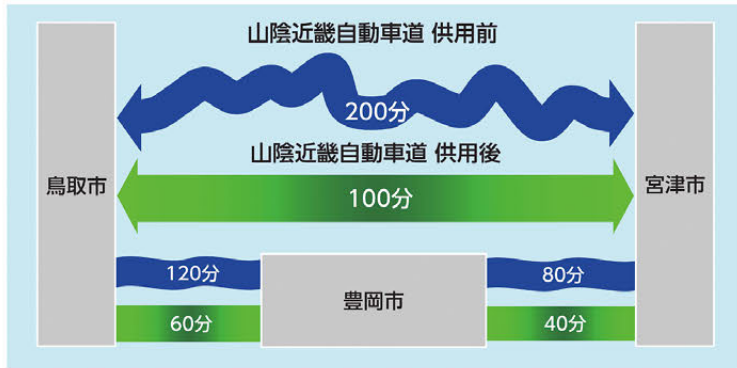 山陰近畿自動車道 供用前
200分
山陰近畿自動車道 供用後
100分
鳥取市
宮津市
120分
豊岡市
80分
60分
40分